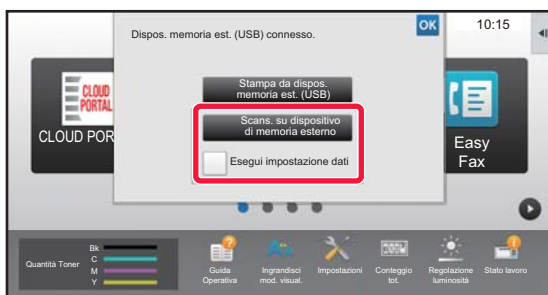 Dispos. memoria est. (USB) connesso.
OK
10:15
Stampa da dispos.
memoria est. (USB)
Scans. su dispositivo
di memoria esterno
Esegui impostazione dati
CLOUD
PORTAL
CLOUD POR
Easy
Fax
Quantità Toner
Bk
C
M
Y
Guida
Operativa
Ingrandisci
mod. visual.
Impostazioni
Conteggio
tot.
Regolazione
luminosità
Stato lavoro